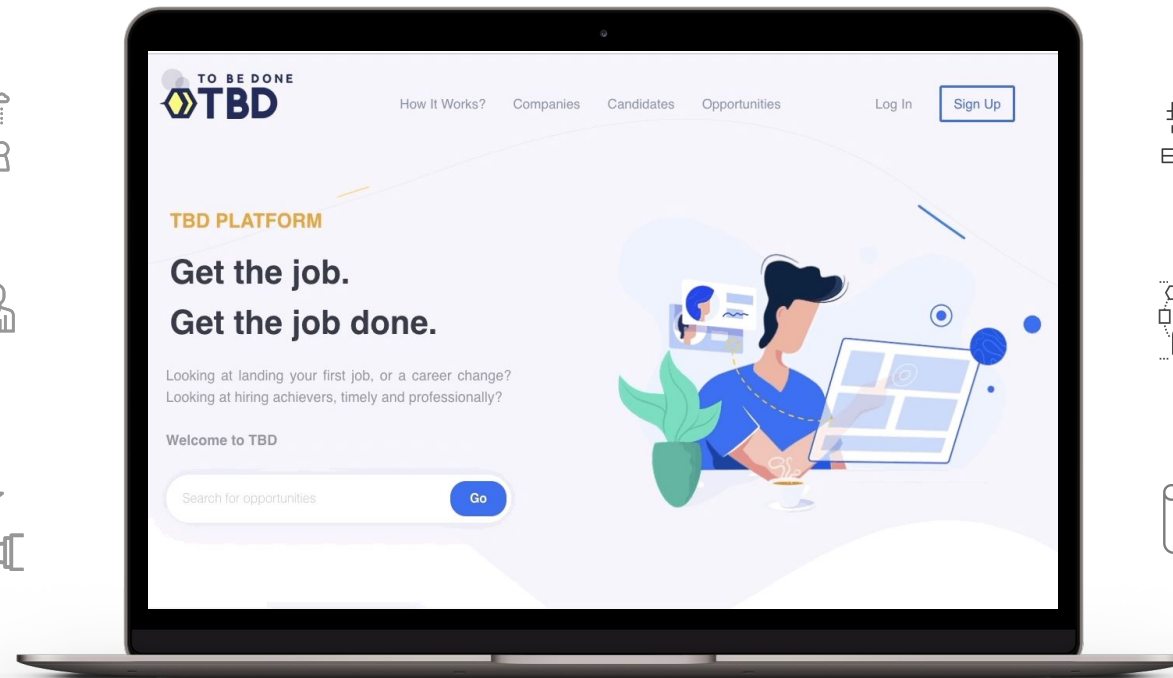 TO BE DONE
TBD
How It Works? Companies Candidates Opportunities Log In Sign Up
TBD PLATFORM
Get the job.
Get the job done.
Looking at landing your first job, or a career change?
Looking at hiring achievers, timely and professionally?
Welcome to TBD
Search for opportunities Go